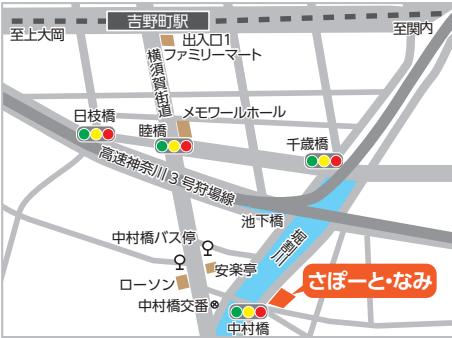 吉野町駅
至上大岡
至関内
出入口1
ファミリーマート
横須賀街道
メモワールホール
日枝橋
睦橋
千歳橋
高速神奈川3号狩場線
池下橋
堀割川
中村橋バス停
安楽亭
ローソン
さぽーと・なみ
中村橋交番
中村橋